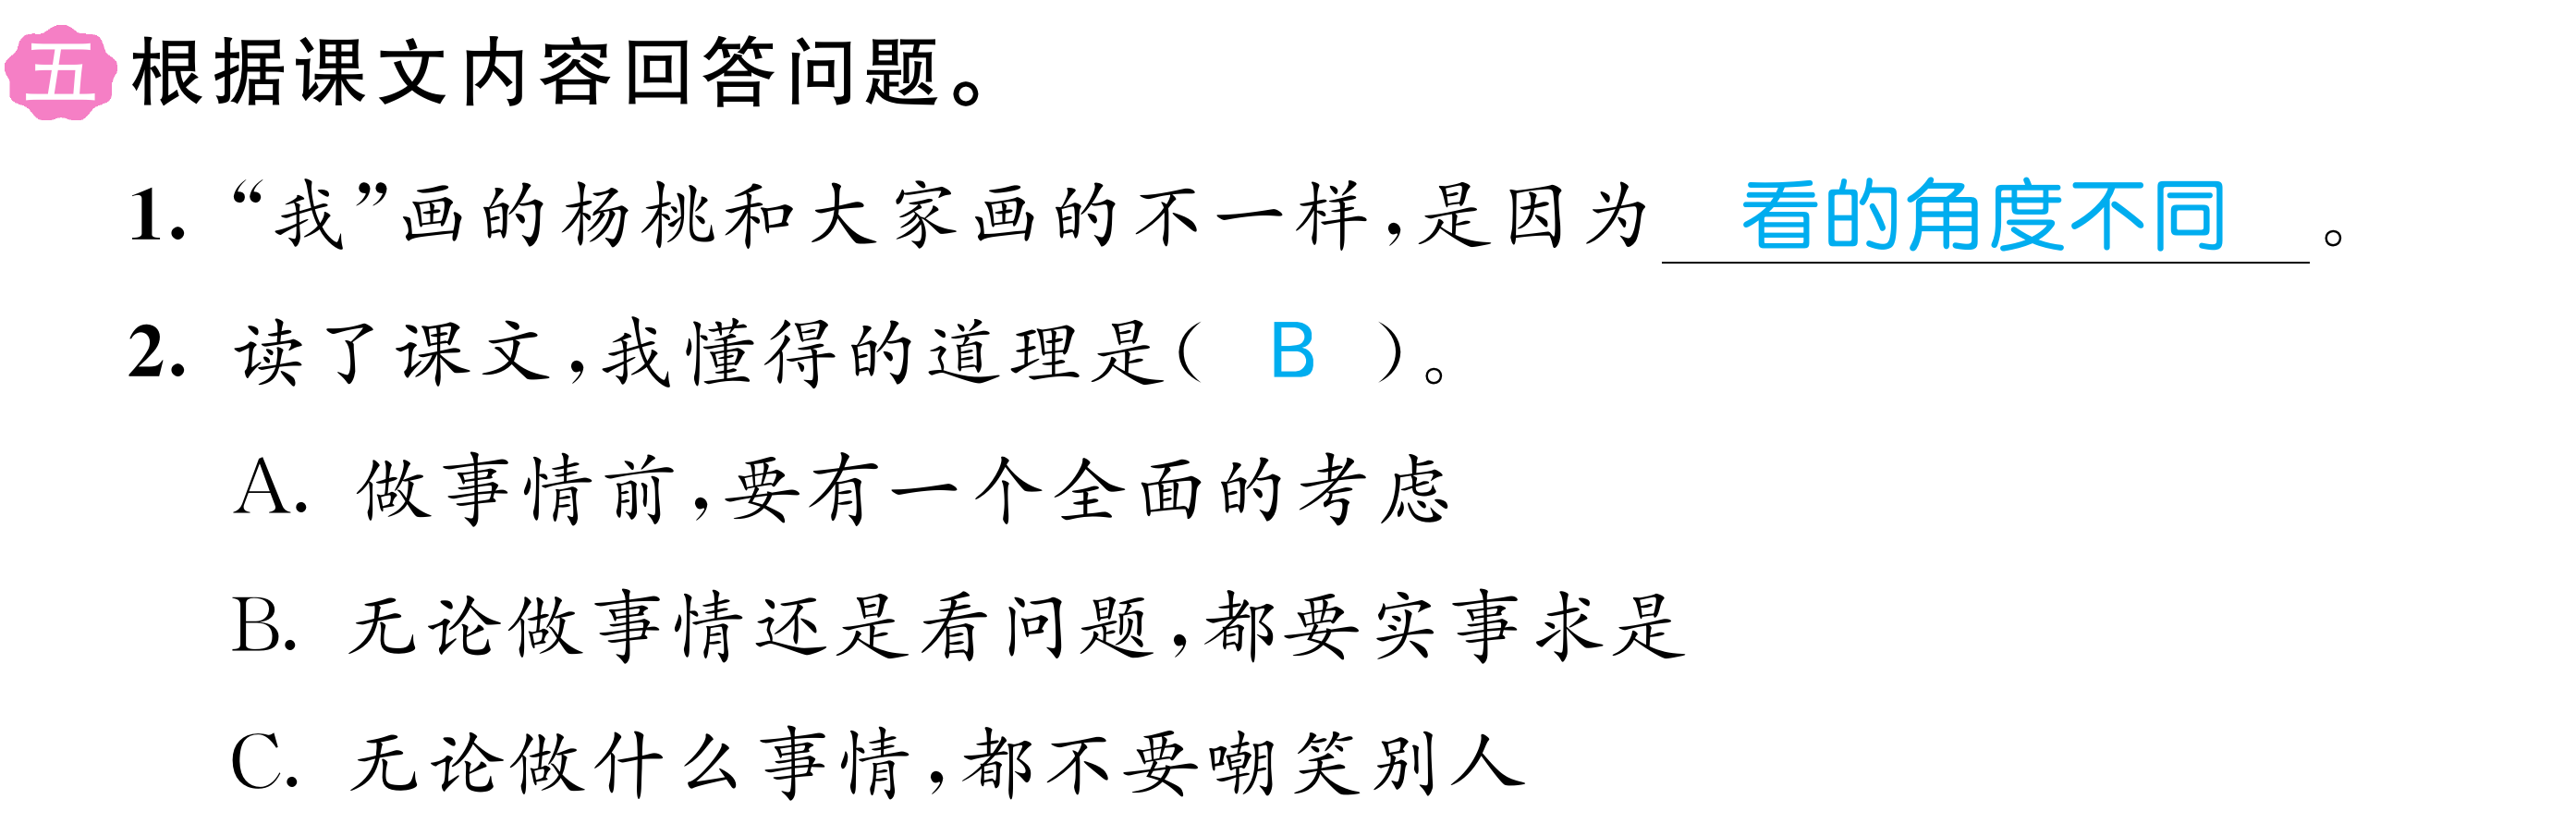 五 根据课文内容回答问题。
1. “我”画的杨桃和大家画的不一样,是因为 看的角度不同 。
2. 读了课文,我懂得的道理是( B )。
A. 做事情前,要有一个全面的考虑
B. 无论做事情还是看问题,都要实事求是
C. 无论做什么事情,都不要嘲笑别人